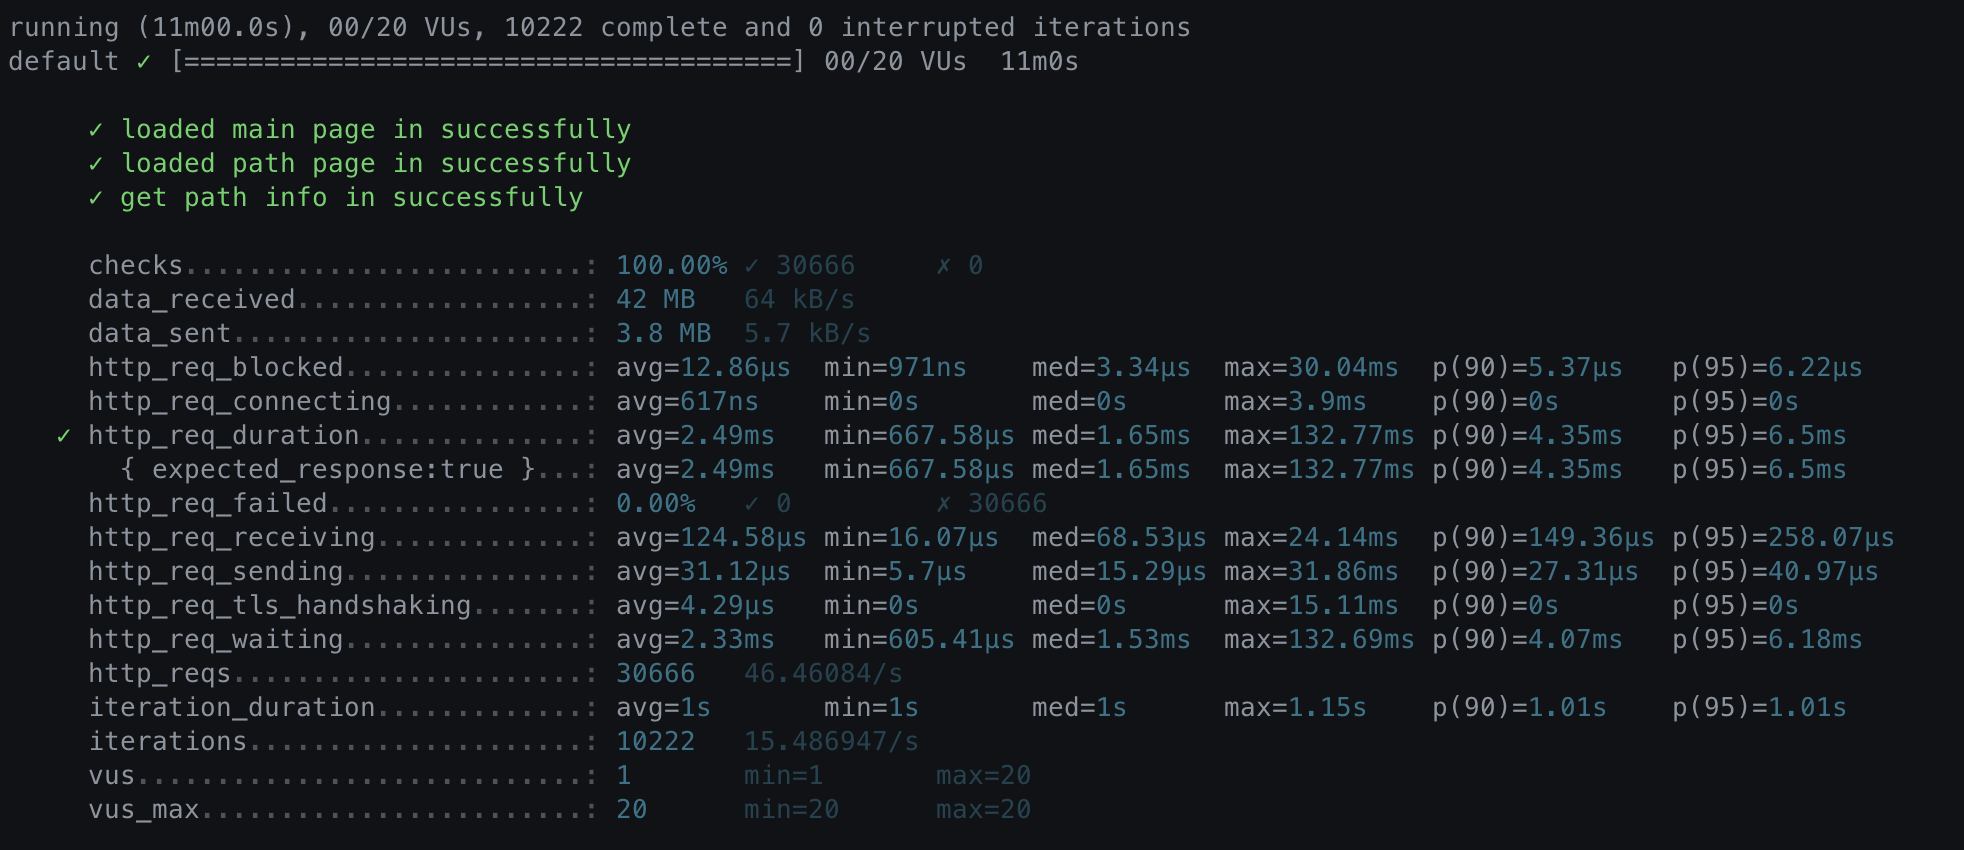 running (11m00.0s), 00/20 VUs, 10222 complete and 0 interrupted iterations
default ✓ [======================================] 00/20 VUs  11m0s

     ✓ loaded main page in successfully
     ✓ loaded path page in successfully
     ✓ get path info in successfully

     checks.........................: 100.00% ✓ 30666     ✗ 0
     data_received..................: 42 MB   64 kB/s
     data_sent......................: 3.8 MB  5.7 kB/s
     http_req_blocked...............: avg=12.86µs  min=971ns    med=3.34µs  max=30.04ms  p(90)=5.37µs   p(95)=6.22µs
     http_req_connecting............: avg=617ns    min=0s       med=0s      max=3.9ms    p(90)=0s       p(95)=0s
   ✓ http_req_duration..............: avg=2.49ms   min=667.58µs med=1.65ms  max=132.77ms p(90)=4.35ms   p(95)=6.5ms
       { expected_response:true }...: avg=2.49ms   min=667.58µs med=1.65ms  max=132.77ms p(90)=4.35ms   p(95)=6.5ms
     http_req_failed................: 0.00%   ✓ 0         ✗ 30666
     http_req_receiving.............: avg=124.58µs min=16.07µs  med=68.53µs max=24.14ms  p(90)=149.36µs p(95)=258.07µs
     http_req_sending...............: avg=31.12µs  min=5.7µs    med=15.29µs max=31.86ms  p(90)=27.31µs  p(95)=40.97µs
     http_req_tls_handshaking.......: avg=4.29µs   min=0s       med=0s      max=15.11ms  p(90)=0s       p(95)=0s
     http_req_waiting...............: avg=2.33ms   min=605.41µs med=1.53ms  max=132.69ms p(90)=4.07ms   p(95)=6.18ms
     http_reqs......................: 30666   46.46084/s
     iteration_duration.............: avg=1s       min=1s       med=1s      max=1.15s    p(90)=1.01s    p(95)=1.01s
     iterations.....................: 10222   15.486947/s
     vus............................: 1       min=1       max=20
     vus_max........................: 20      min=20      max=20